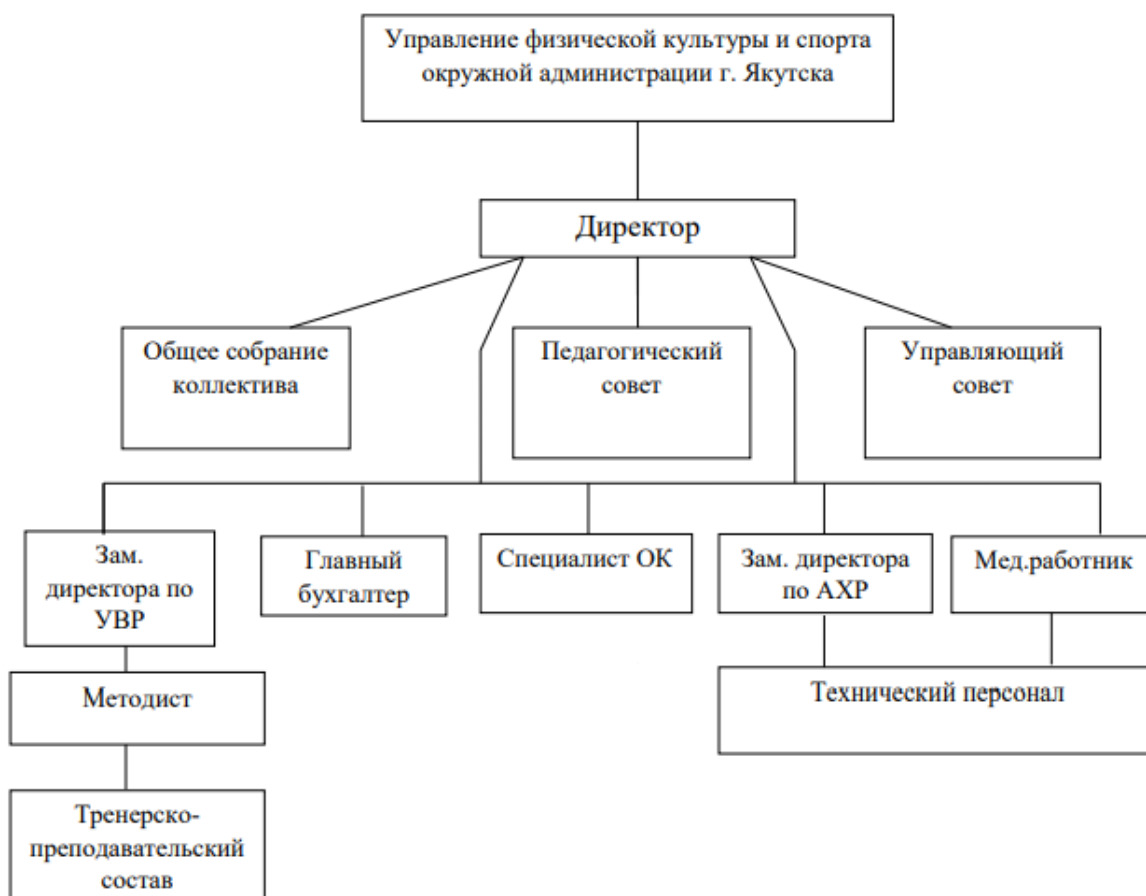 Управление физической культуры и спорта
окружной администрации г. Якутска
Директор
Общее собрание
коллектива
Педагогический
совет
Управляющий
совет
Зам.
директора по
УВР
Главный
бухгалтер
Специалист ОК
Зам. директора
по АХР
Мед.работник
Методист
Технический персонал
Тренерско-
преподавательский
состав